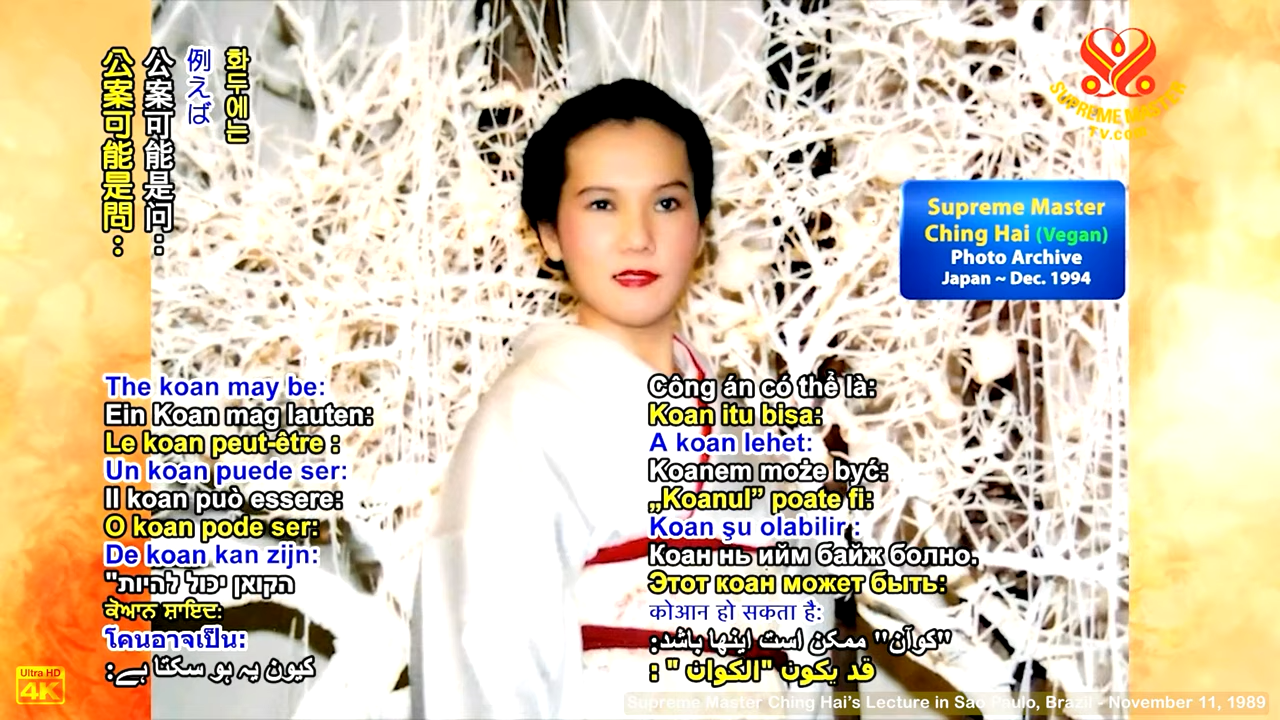 화두에는
例えば
公案可能是问：
公案可能是問：
SUPREME MASTER
TV.COM
Supreme Master
Ching Hai (Vegan)
Photo Archive
Japan ~ Dec. 1994
The koan may be:
Ein Koan mag lauten:
Le koan peut-être :
Un koan puede ser:
Il koan può essere:
O koan pode ser:
De koan kan zijn:
"הקואן יכול להיות
ਕੋਆਨ ਸ਼ਾਇਦ:
โคนอาจเป็น:
کیون یہ ہو سکتا ہے:
Công án có thể là:
Koan itu bisa:
A koan lehet:
Koanem może być:
„Koanul” poate fi:
Koan şu olabilir :
Коан нь ийм байж болно.
Этот коан может быть:
कोआन हो सकता है:
"کوآن" ممکن است اینها باشد:
قد يكون "الكوان" :
Ultra HD
4K
Supreme Master Ching Hai's Lecture in Sao Paulo, Brazil - November 11, 1989